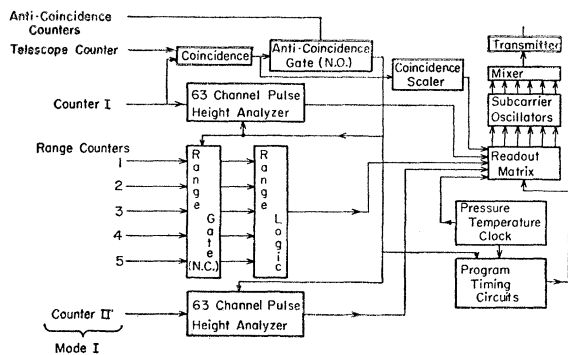 Anti-Coincidence
Counters
Telescope Counter
Coincidence
Anti-Coincidence
Gate (N.O.)
Transmitter
Mixer
Coincidence
Scaler
Subcarrier
Oscillators
Counter I
63 Channel Pulse
Height Analyzer
Range Counters
1
2
3
4
5
Range
Gate
(N.C.)
Range
Logic
Readout
Matrix
Pressure
Temperature
Clock
Program
Timing
Circuits
Counter II'
63 Channel Pulse
Height Analyzer
Mode I